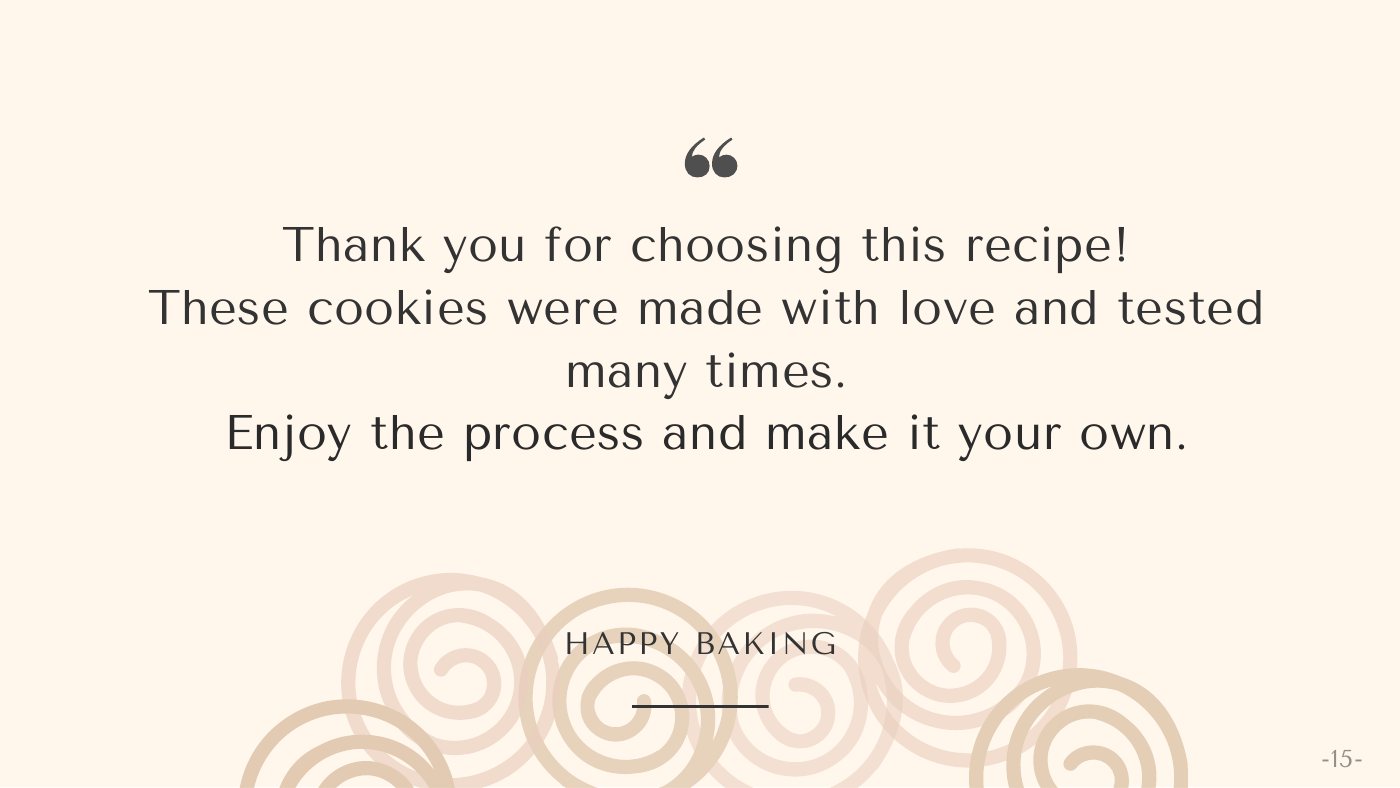 ❝
Thank you for choosing this recipe!
These cookies were made with love and tested
many times.
Enjoy the process and make it your own.
HAPPY BAKING
-15-